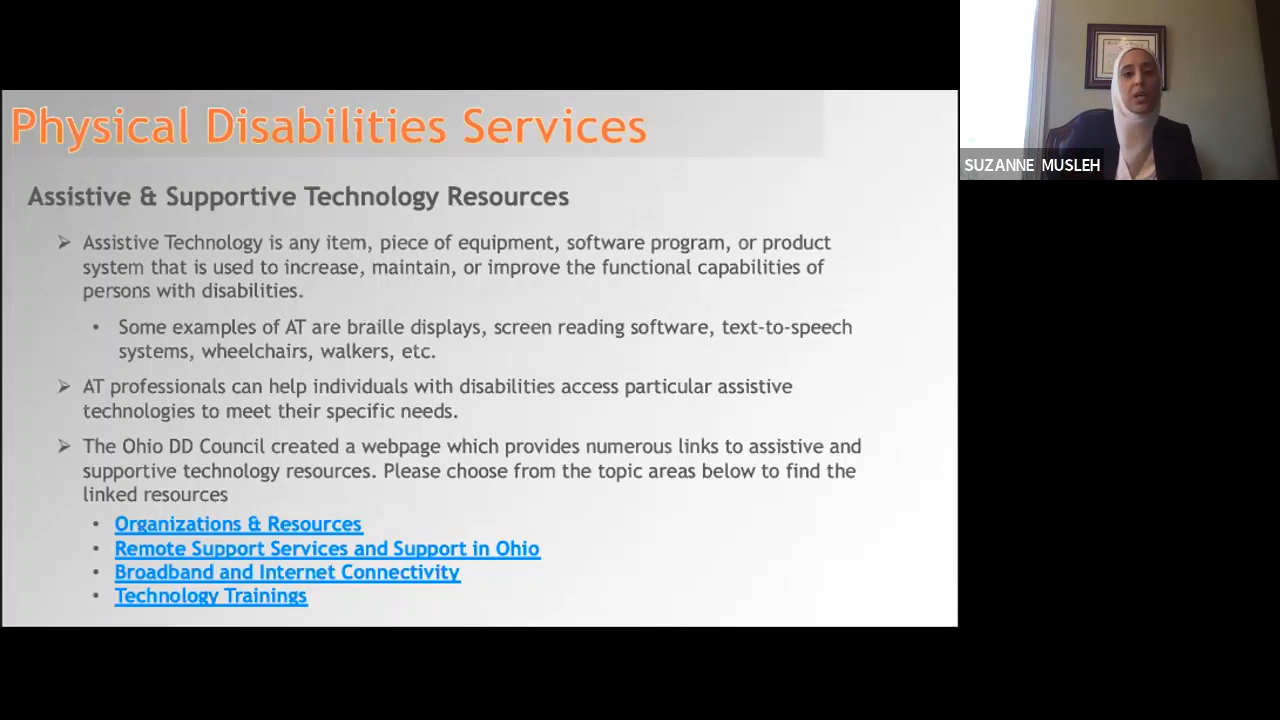 Physical Disabilities Services
SUZANNE MUSLEH
Assistive & Supportive Technology Resources
➢ Assistive Technology is any item, piece of equipment, software program, or product
system that is used to increase, maintain, or improve the functional capabilities of
persons with disabilities.
• Some examples of AT are braille displays, screen reading software, text-to-speech
systems, wheelchairs, walkers, etc.
➢ AT professionals can help individuals with disabilities access particular assistive
technologies to meet their specific needs.
➢ The Ohio DD Council created a webpage which provides numerous links to assistive and
supportive technology resources. Please choose from the topic areas below to find the
linked resources
• Organizations & Resources
• Remote Support Services and Support in Ohio
• Broadband and Internet Connectivity
• Technology Trainings